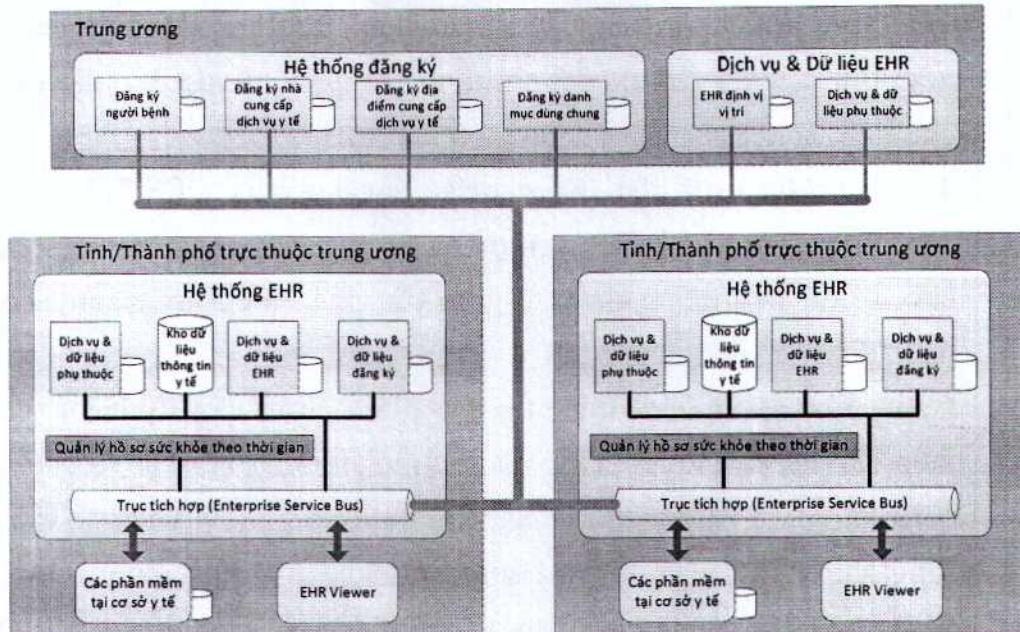 Trung ương
Hệ thống đăng ký
Đăng ký
người bệnh
Đăng ký nhà
cung cấp
dịch vụ y tế
Đăng ký địa
điểm cung cấp
dịch vụ y tế
Đăng ký danh
mục dùng chung
Dịch vụ & Dữ liệu EHR
EHR định vị
vị trí
Dịch vụ & dữ
liệu phụ thuộc
Tỉnh/Thành phố trực thuộc trung ương
Hệ thống EHR
Dịch vụ &
dữ liệu
phụ thuộc
Kho dữ
liệu
thông tin
y tế
Dịch vụ &
dữ liệu
EHR
Dịch vụ &
dữ liệu
đăng ký
Quản lý hồ sơ sức khỏe theo thời gian
Trục tích hợp (Enterprise Service Bus)
Các phần mềm
tại cơ sở y tế
EHR Viewer
Tỉnh/Thành phố trực thuộc trung ương
Hệ thống EHR
Dịch vụ &
dữ liệu
phụ thuộc
Kho dữ
liệu
thông tin
y tế
Dịch vụ &
dữ liệu
EHR
Dịch vụ &
dữ liệu
đăng ký
Quản lý hồ sơ sức khỏe theo thời gian
Trục tích hợp (Enterprise Service Bus)
Các phần mềm
tại cơ sở y tế
EHR Viewer